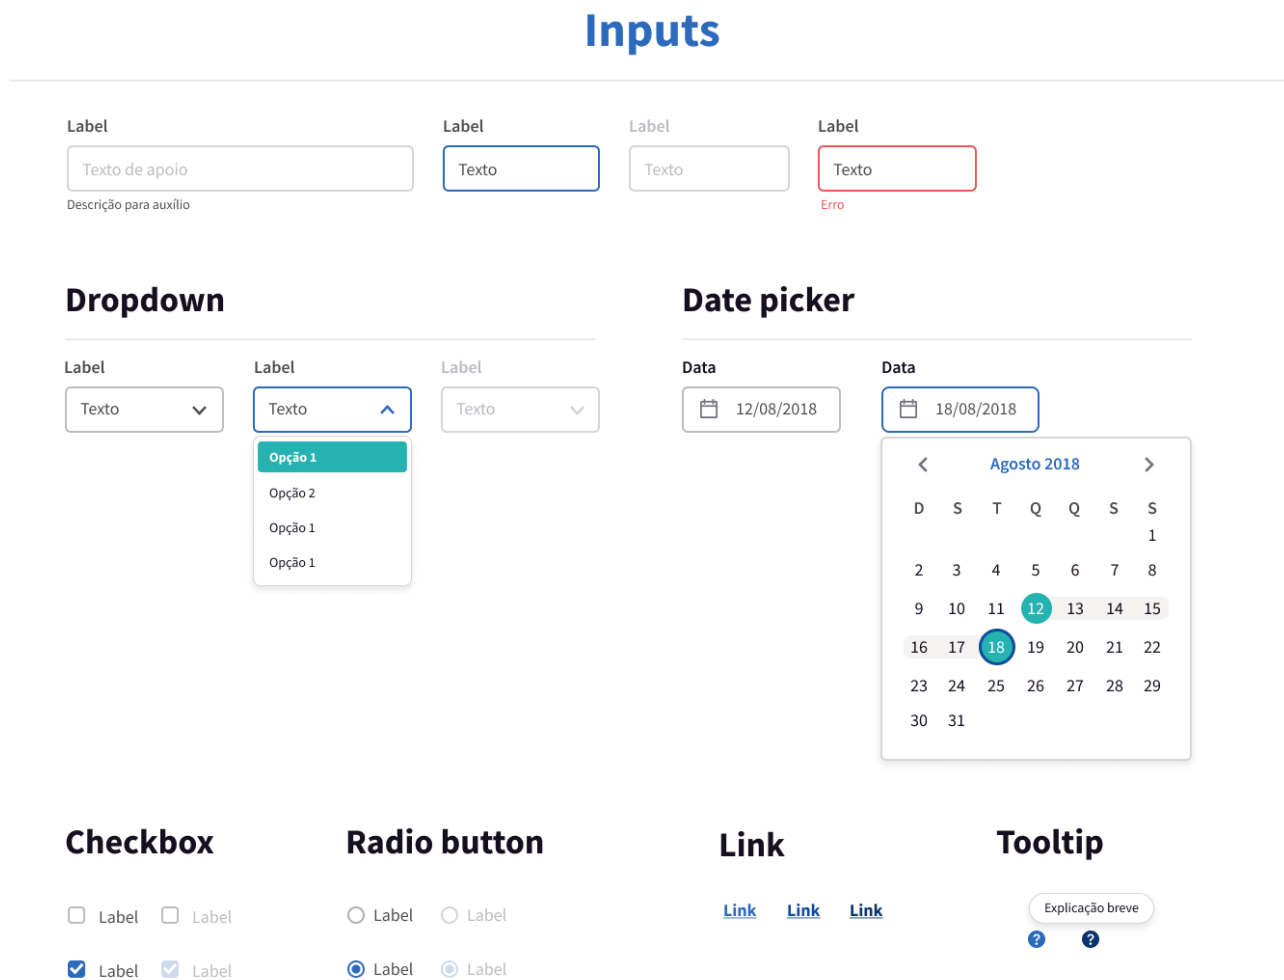 Inputs
Label Label Label Label
Texto de apoio Texto Texto Texto
Descrição para auxílio Erro
Dropdown
Label Label Label
Texto Texto Texto
Opção 1
Opção 2
Opção 1
Opção 1
Date picker
Data Data
12/08/2018 18/08/2018
Agosto 2018
D S T Q Q S S
1
2 3 4 5 6 7 8
9 10 11 12 13 14 15
16 17 18 19 20 21 22
23 24 25 26 27 28 29
30 31
Checkbox
Label Label
Label Label
Radio button
Label Label
Label Label
Link
Link Link Link
Tooltip
Explicação breve
? ?